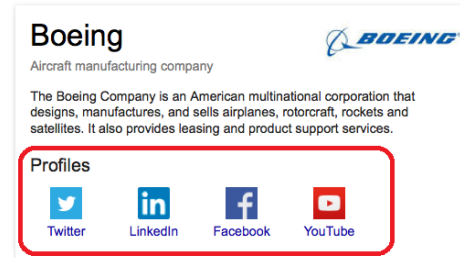 Boeing
BOEING
Aircraft manufacturing company
The Boeing Company is an American multinational corporation that
designs, manufactures, and sells airplanes, rotorcraft, rockets and
satellites. It also provides leasing and product support services.
Profiles
in
f
Twitter LinkedIn Facebook YouTube